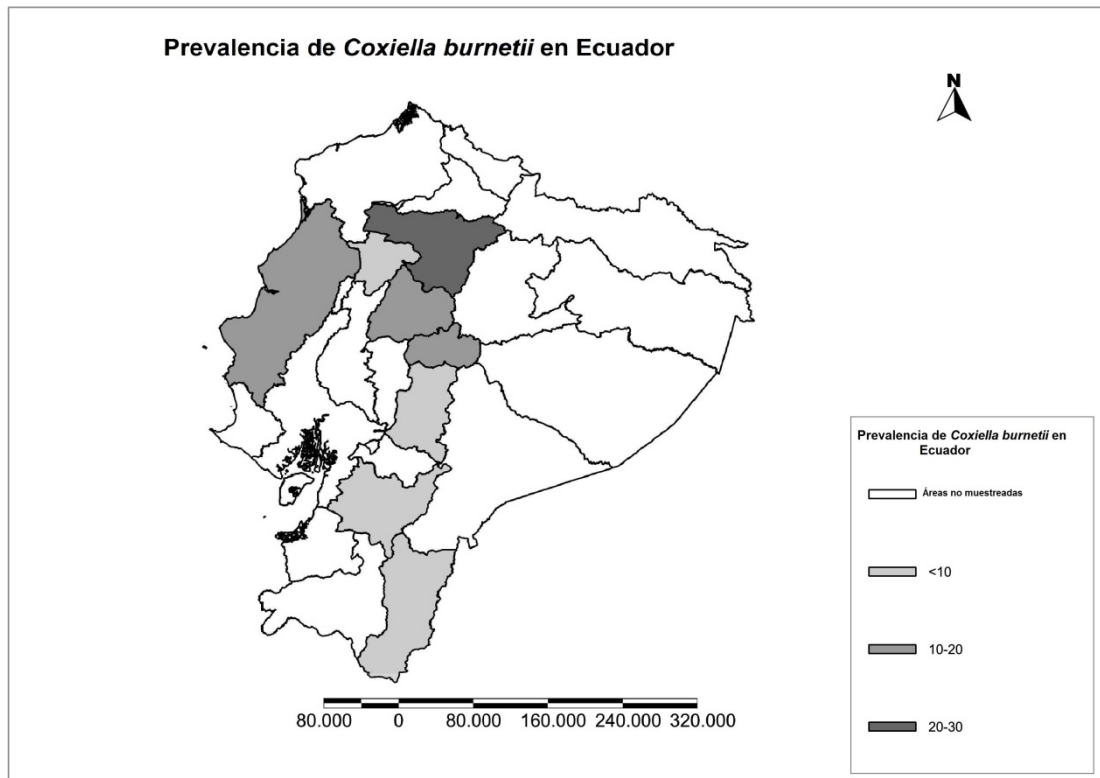 Prevalencia de Coxiella burnetii en Ecuador
N
Prevalencia de Coxiella burnetii en
Ecuador
Áreas no muestreadas
<10
10-20
20-30
80.000 0 80.000 160.000 240.000 320.000